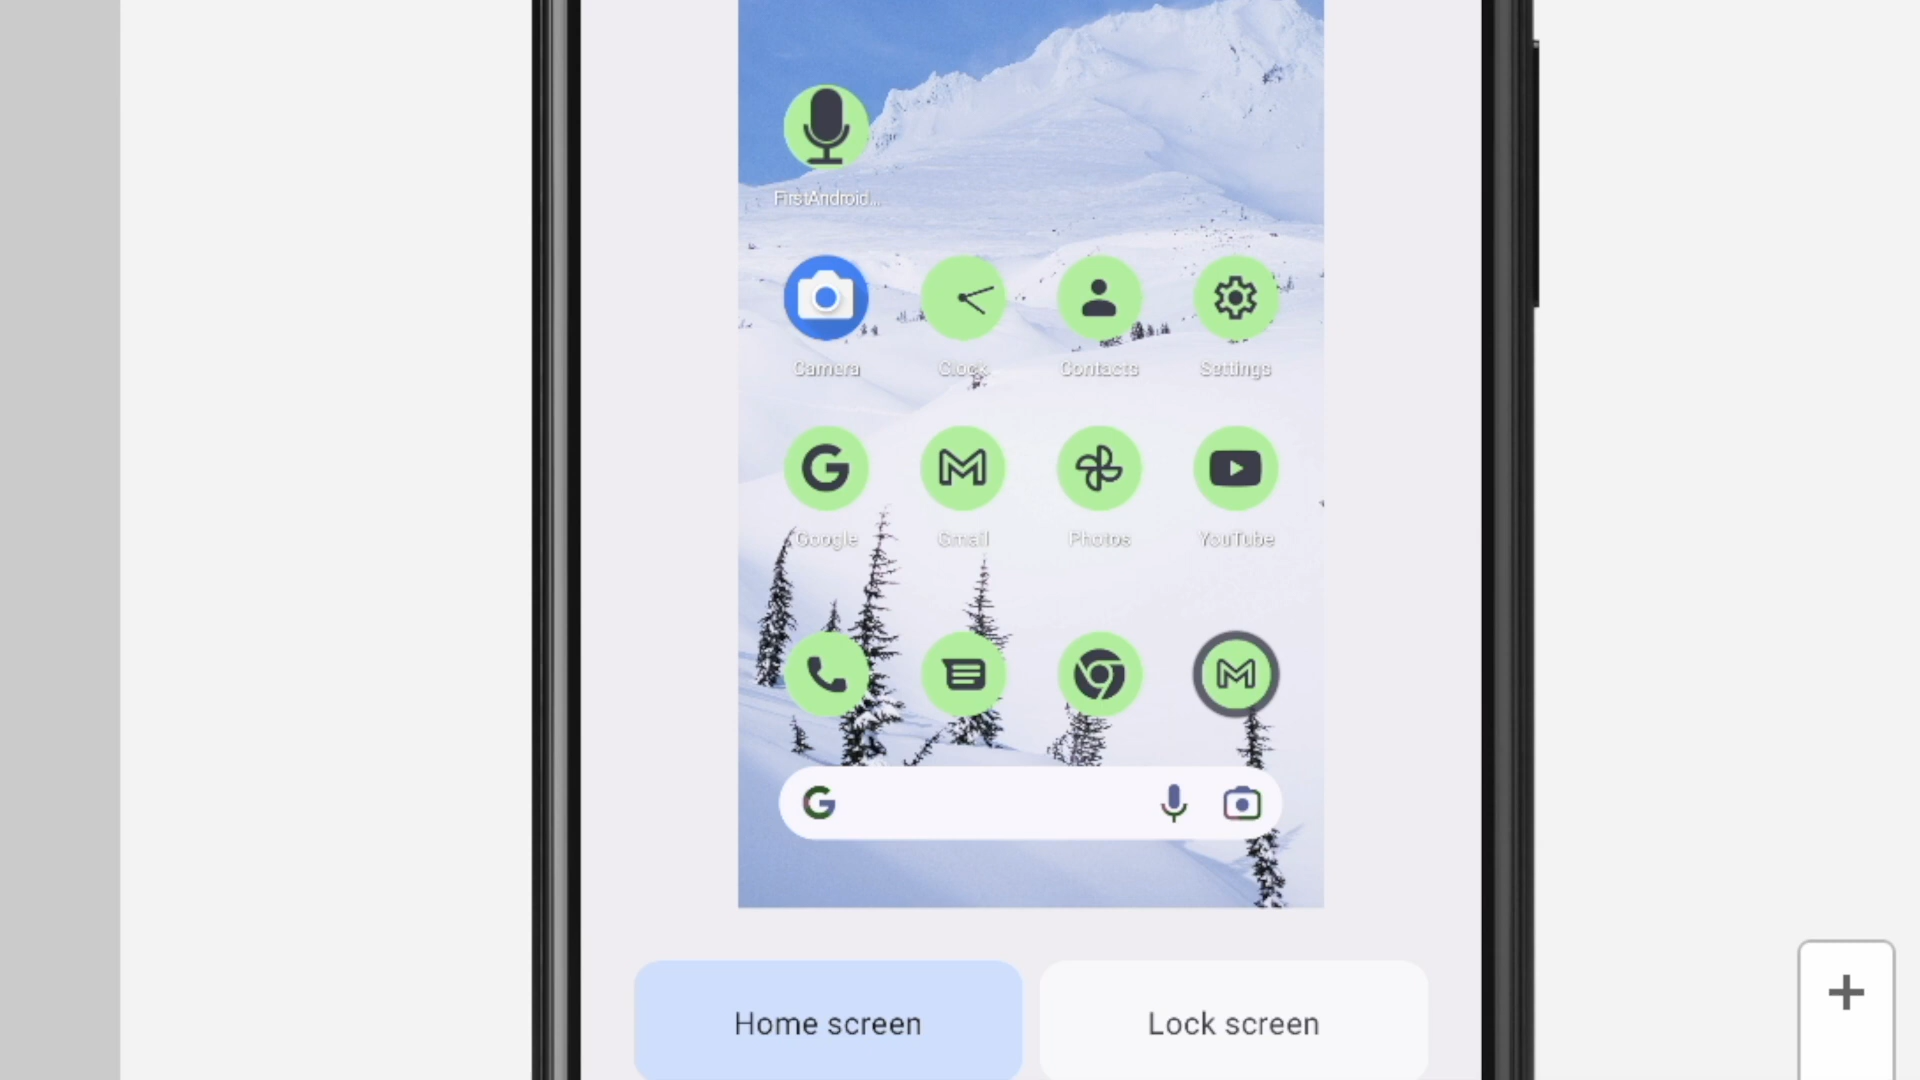 FirstAndroid...
Camera Clock Contacts Settings
Google Gmail Photos YouTube
Home screen Lock screen